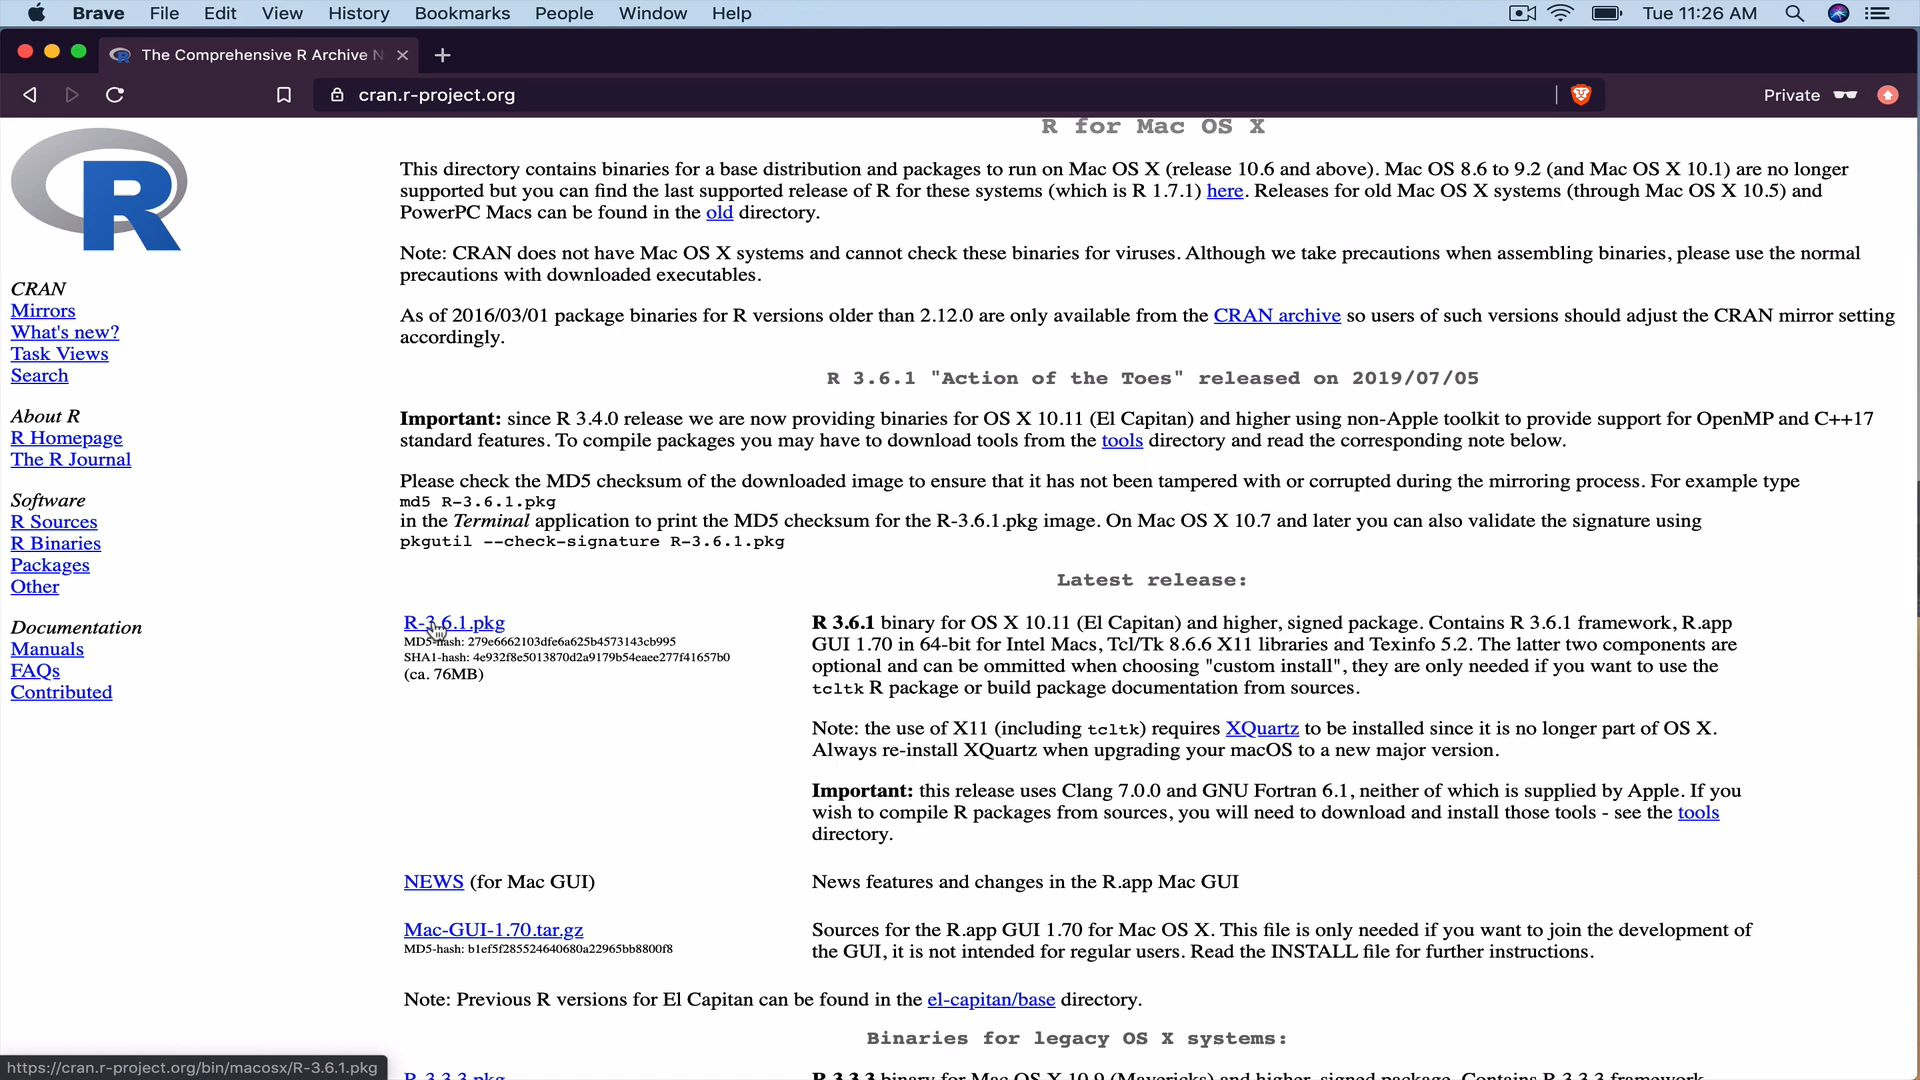 Brave File Edit View History Bookmarks People Window Help Tue 11:26 AM
The Comprehensive R Archive N
cran.r-project.org Private
R
CRAN
Mirrors
What's new?
Task Views
Search
About R
R Homepage
The R Journal
Software
R Sources
R Binaries
Packages
Other
Documentation
Manuals
FAQs
Contributed
R for Mac OS X
This directory contains binaries for a base distribution and packages to run on Mac OS X (release 10.6 and above). Mac OS 8.6 to 9.2 (and Mac OS X 10.1) are no longer
supported but you can find the last supported release of R for these systems (which is R 1.7.1) here. Releases for old Mac OS X systems (through Mac OS X 10.5) and
PowerPC Macs can be found in the old directory.
Note: CRAN does not have Mac OS X systems and cannot check these binaries for viruses. Although we take precautions when assembling binaries, please use the normal
precautions with downloaded executables.
As of 2016/03/01 package binaries for R versions older than 2.12.0 are only available from the CRAN archive so users of such versions should adjust the CRAN mirror setting
accordingly.
R 3.6.1 "Action of the Toes" released on 2019/07/05
Important: since R 3.4.0 release we are now providing binaries for OS X 10.11 (El Capitan) and higher using non-Apple toolkit to provide support for OpenMP and C++17
standard features. To compile packages you may have to download tools from the tools directory and read the corresponding note below.
Please check the MD5 checksum of the downloaded image to ensure that it has not been tampered with or corrupted during the mirroring process. For example type
md5 R-3.6.1.pkg
in the Terminal application to print the MD5 checksum for the R-3.6.1.pkg image. On Mac OS X 10.7 and later you can also validate the signature using
pkgutil --check-signature R-3.6.1.pkg
Latest release:
R-3.6.1.pkg
MD5-hash: 279e6662103dfe6a625b4573143cb995
SHA1-hash: 4e932f8e5013870d2a9179b54eaee277f41657b0
(ca. 76MB)
R 3.6.1 binary for OS X 10.11 (El Capitan) and higher, signed package. Contains R 3.6.1 framework, R.app
GUI 1.70 in 64-bit for Intel Macs, Tcl/Tk 8.6.6 X11 libraries and Texinfo 5.2. The latter two components are
optional and can be ommitted when choosing "custom install", they are only needed if you want to use the
tcltk R package or build package documentation from sources.
Note: the use of X11 (including tcltk) requires XQuartz to be installed since it is no longer part of OS X.
Always re-install XQuartz when upgrading your macOS to a new major version.
Important: this release uses Clang 7.0.0 and GNU Fortran 6.1, neither of which is supplied by Apple. If you
wish to compile R packages from sources, you will need to download and install those tools - see the tools
directory.
NEWS (for Mac GUI)
News features and changes in the R.app Mac GUI
Mac-GUI-1.70.tar.gz
MD5-hash: b1ef5f285524640680a22965bb8800f8
Sources for the R.app GUI 1.70 for Mac OS X. This file is only needed if you want to join the development of
the GUI, it is not intended for regular users. Read the INSTALL file for further instructions.
Note: Previous R versions for El Capitan can be found in the el-capitan/base directory.
Binaries for legacy OS X systems:
R-3.3.3.pkg
R 3.3.3 binary for Mac OS X 10.9 (Mavericks) and higher, signed package. Contains R 3.3.3 framework,
https://cran.r-project.org/bin/macosx/R-3.6.1.pkg